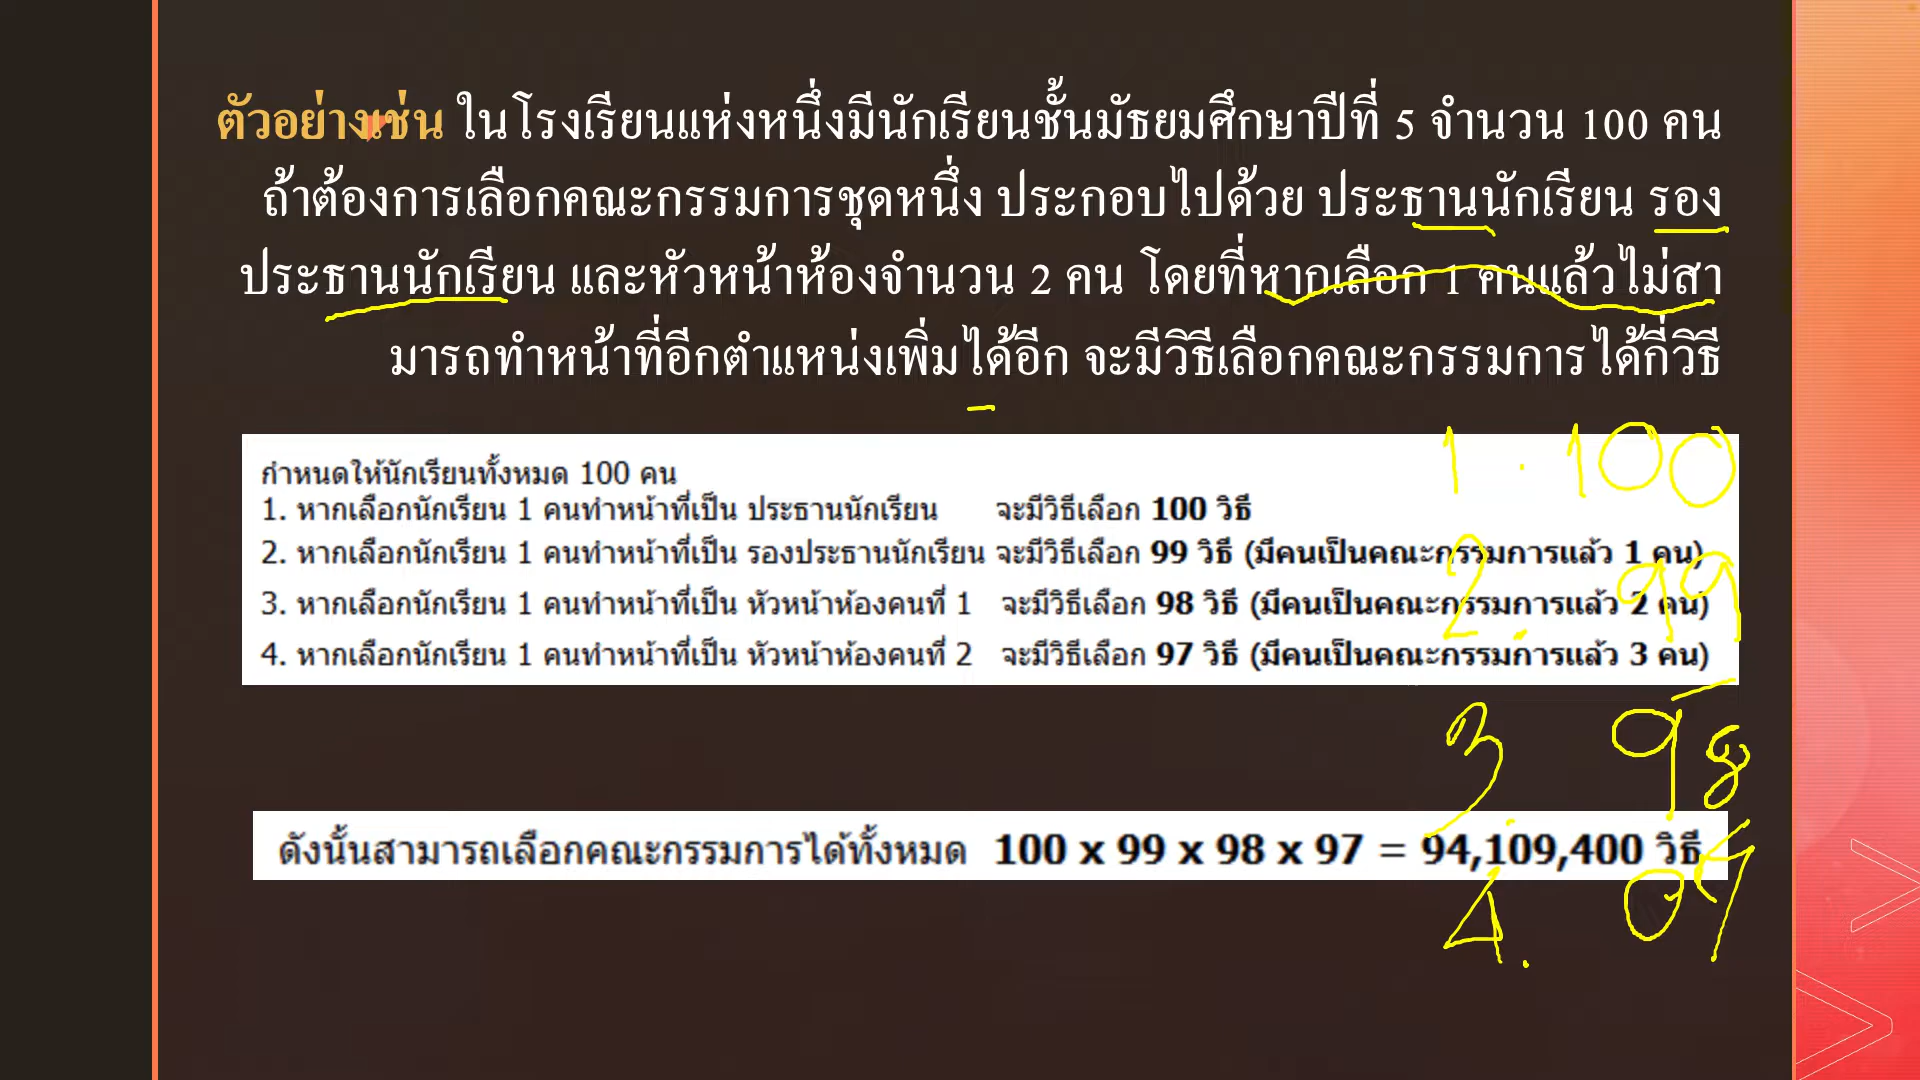 ตัวอย่างเช่น ในโรงเรียนแห่งหนึ่งมีนักเรียนชั้นมัธยมศึกษาปีที่ 5 จำนวน 100 คน
ถ้าต้องการเลือกคณะกรรมการชุดหนึ่ง ประกอบไปด้วย ประธานนักเรียน รอง
ประธานนักเรียน และหัวหน้าห้องจำนวน 2 คน โดยที่หากเลือก 1 คนแล้วไม่สา
มารถทำหน้าที่อีกตำแหน่งเพิ่มได้อีก จะมีวิธีเลือกคณะกรรมการได้กี่วิธี
กำหนดให้นักเรียนทั้งหมด 100 คน
1. หากเลือกนักเรียน 1 คนทำหน้าที่เป็น ประธานนักเรียน จะมีวิธีเลือก 100 วิธี
2. หากเลือกนักเรียน 1 คนทำหน้าที่เป็น รองประธานนักเรียน จะมีวิธีเลือก 99 วิธี (มีคนเป็นคณะกรรมการแล้ว 1 คน)
3. หากเลือกนักเรียน 1 คนทำหน้าที่เป็น หัวหน้าห้องคนที่ 1 จะมีวิธีเลือก 98 วิธี (มีคนเป็นคณะกรรมการแล้ว 2 คน)
4. หากเลือกนักเรียน 1 คนทำหน้าที่เป็น หัวหน้าห้องคนที่ 2 จะมีวิธีเลือก 97 วิธี (มีคนเป็นคณะกรรมการแล้ว 3 คน)
ดังนั้นสามารถเลือกคณะกรรมการได้ทั้งหมด 100 x 99 x 98 x 97 = 94,109,400 วิธี
1 . 100
2. 99
3. 98
4.